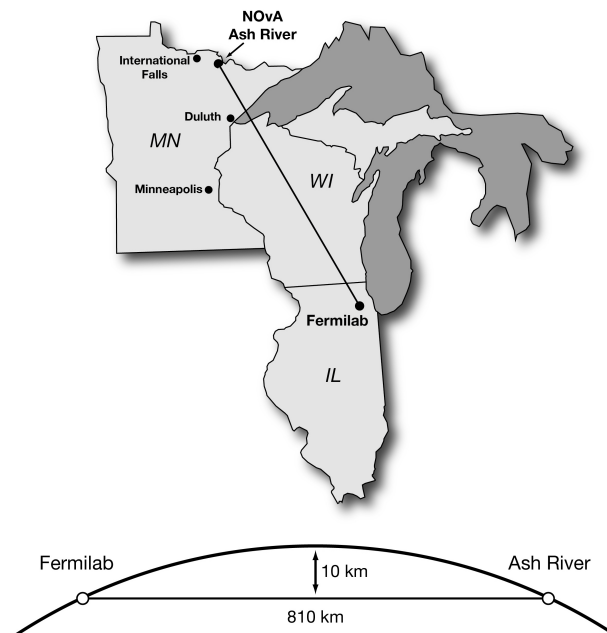 NOvA
Ash River
International
Falls
Duluth
MN
WI
Minneapolis
Fermilab
IL
Fermilab
Ash River
10 km
810 km